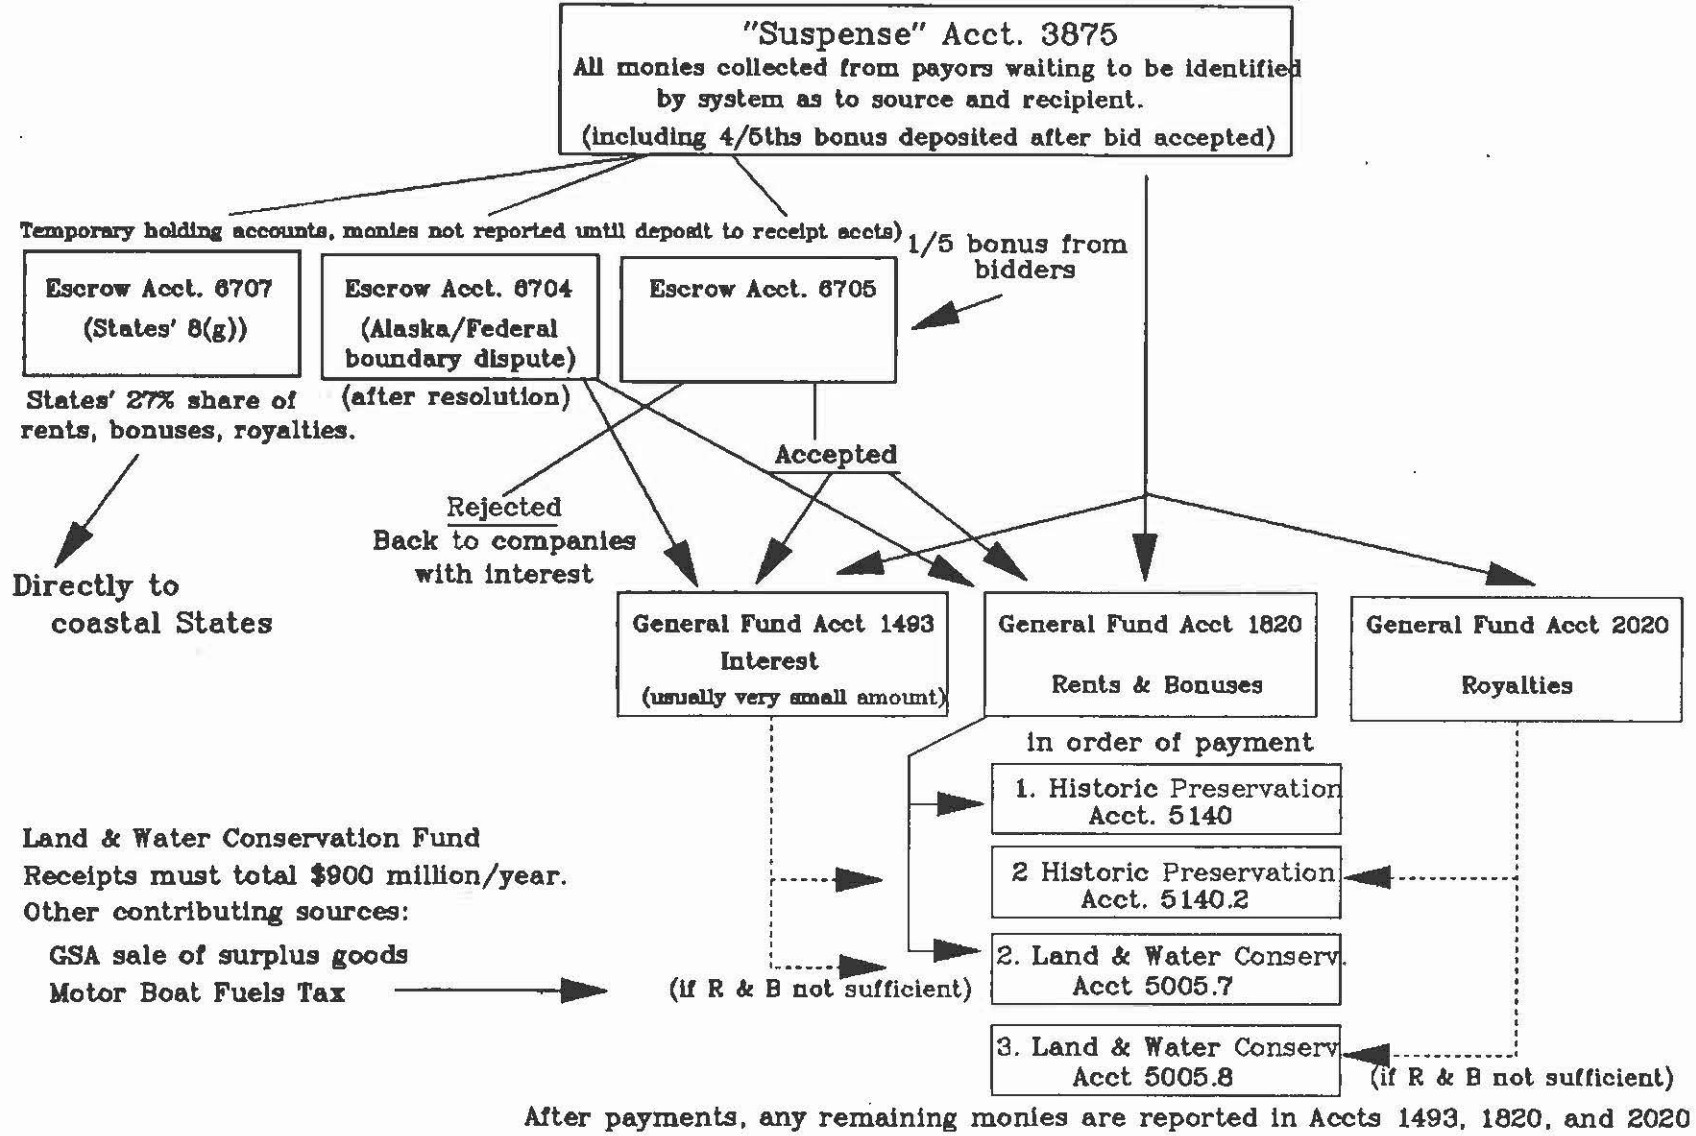 "Suspense" Acct. 3875
All monies collected from payors waiting to be identified
by system as to source and recipient.
(including 4/5ths bonus deposited after bid accepted)
Temporary holding accounts, monies not reported until deposit to receipt accts)
1/5 bonus from
bidders
Escrow Acct. 6707
(States' 8(g))
Escrow Acct. 6704
(Alaska/Federal
boundary dispute)
Escrow Acct. 6705
States' 27% share of
rents, bonuses, royalties.
(after resolution)
Accepted
Rejected
Back to companies
with interest
Directly to
coastal States
General Fund Acct 1493
Interest
(usually very small amount)
General Fund Acct 1820
Rents & Bonuses
General Fund Acct 2020
Royalties
in order of payment
1. Historic Preservation
Acct. 5140
2 Historic Preservation
Acct. 5140.2
2. Land & Water Conserv.
Acct 5005.7
3. Land & Water Conserv
Acct 5005.8
Land & Water Conservation Fund
Receipts must total $900 million/year.
Other contributing sources:
GSA sale of surplus goods
Motor Boat Fuels Tax
(if R & B not sufficient)
(if R & B not sufficient)
After payments, any remaining monies are reported in Accts 1493, 1820, and 2020